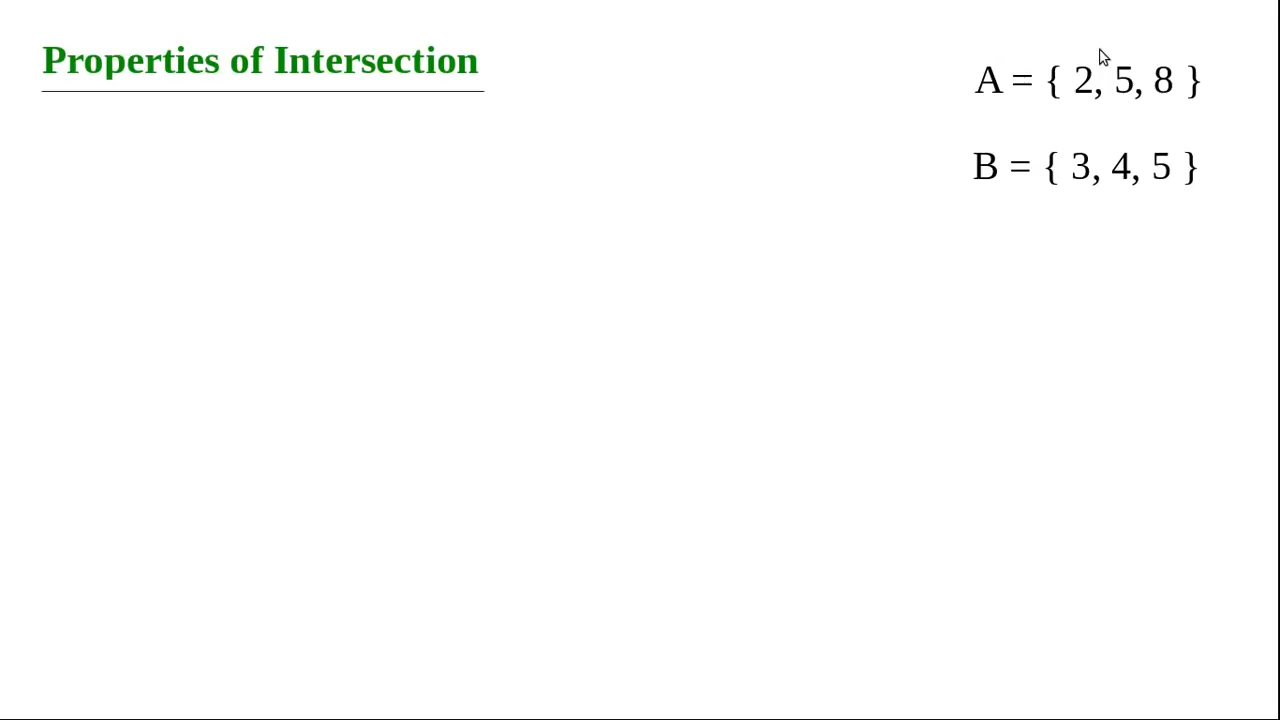 Properties of Intersection
A = { 2, 5, 8 }
B = { 3, 4, 5 }